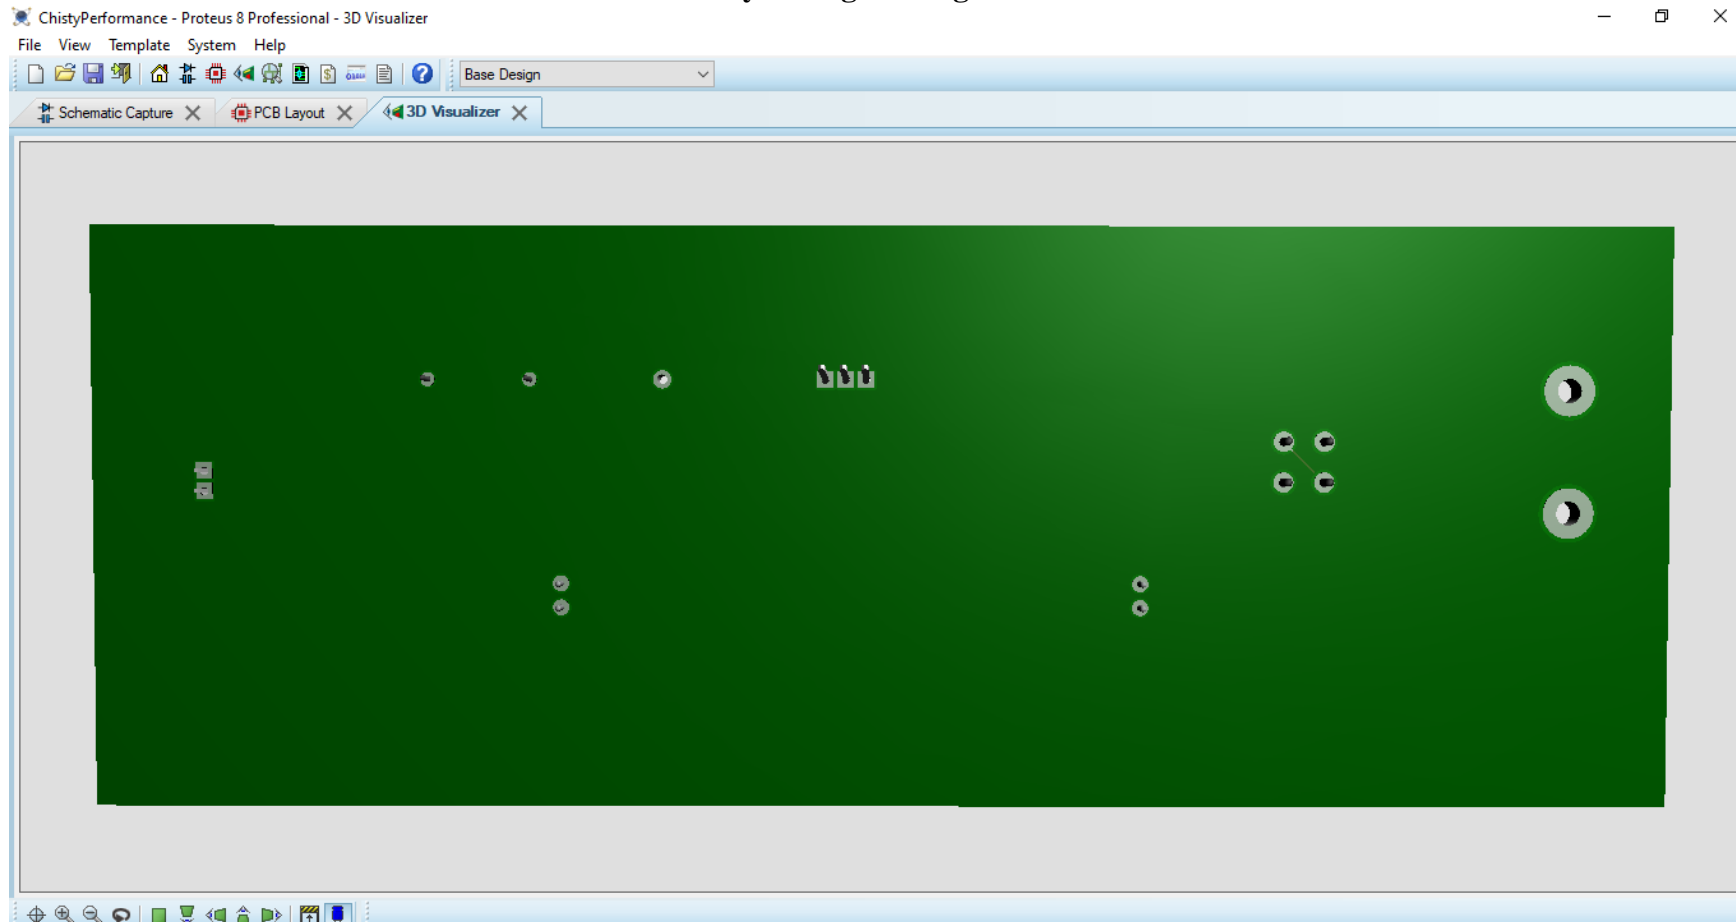 ChistyPerformance - Proteus 8 Professional - 3D Visualizer
File View Template System Help
Base Design
Schematic Capture PCB Layout 3D Visualizer